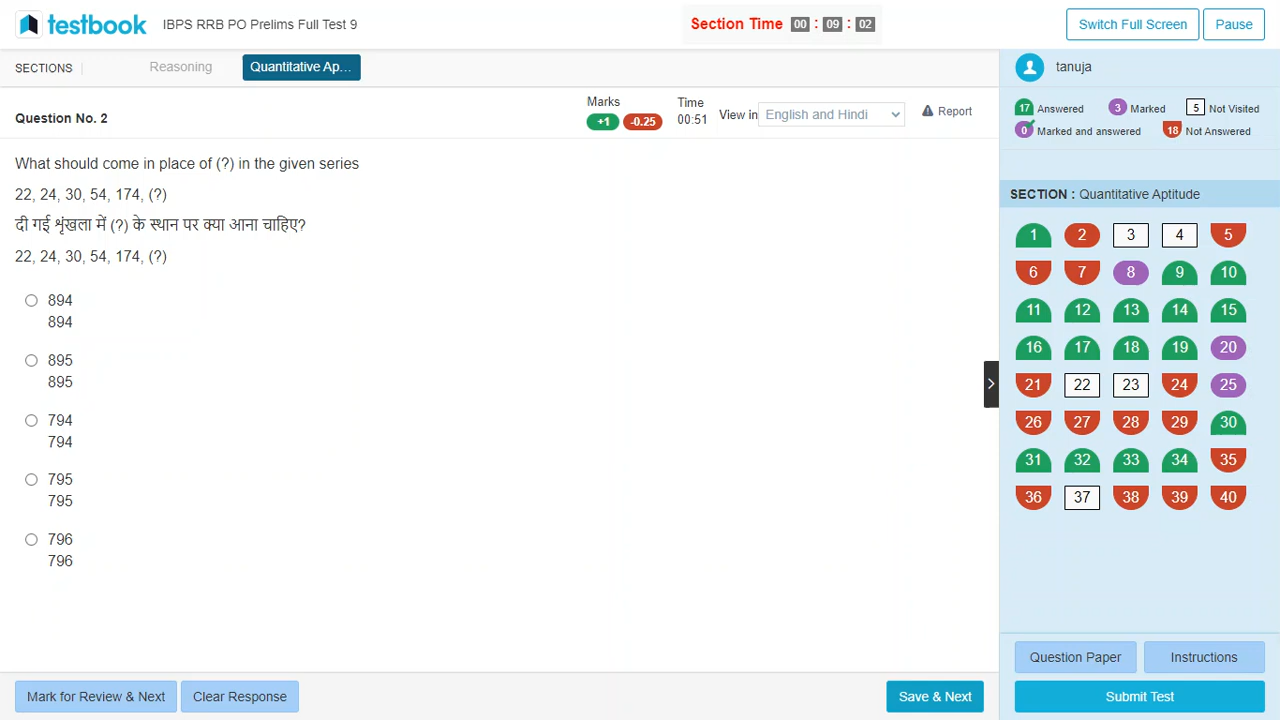 testbook
IBPS RRB PO Prelims Full Test 9
Section Time 00 : 09 : 02
Switch Full Screen
Pause
SECTIONS
Reasoning
Quantitative Ap...
tanuja
Question No. 2
Marks
+1 -0.25
Time
00:51
View in English and Hindi
Report
17 Answered
3 Marked
5 Not Visited
0 Marked and answered
18 Not Answered
What should come in place of (?) in the given series
22, 24, 30, 54, 174, (?)
दी गई श्रृंखला में (?) के स्थान पर क्या आना चाहिए?
22, 24, 30, 54, 174, (?)
894
894
895
895
794
794
795
795
796
796
SECTION : Quantitative Aptitude
1 2 3 4 5
6 7 8 9 10
11 12 13 14 15
16 17 18 19 20
21 22 23 24 25
26 27 28 29 30
31 32 33 34 35
36 37 38 39 40
Question Paper
Instructions
Mark for Review & Next
Clear Response
Save & Next
Submit Test